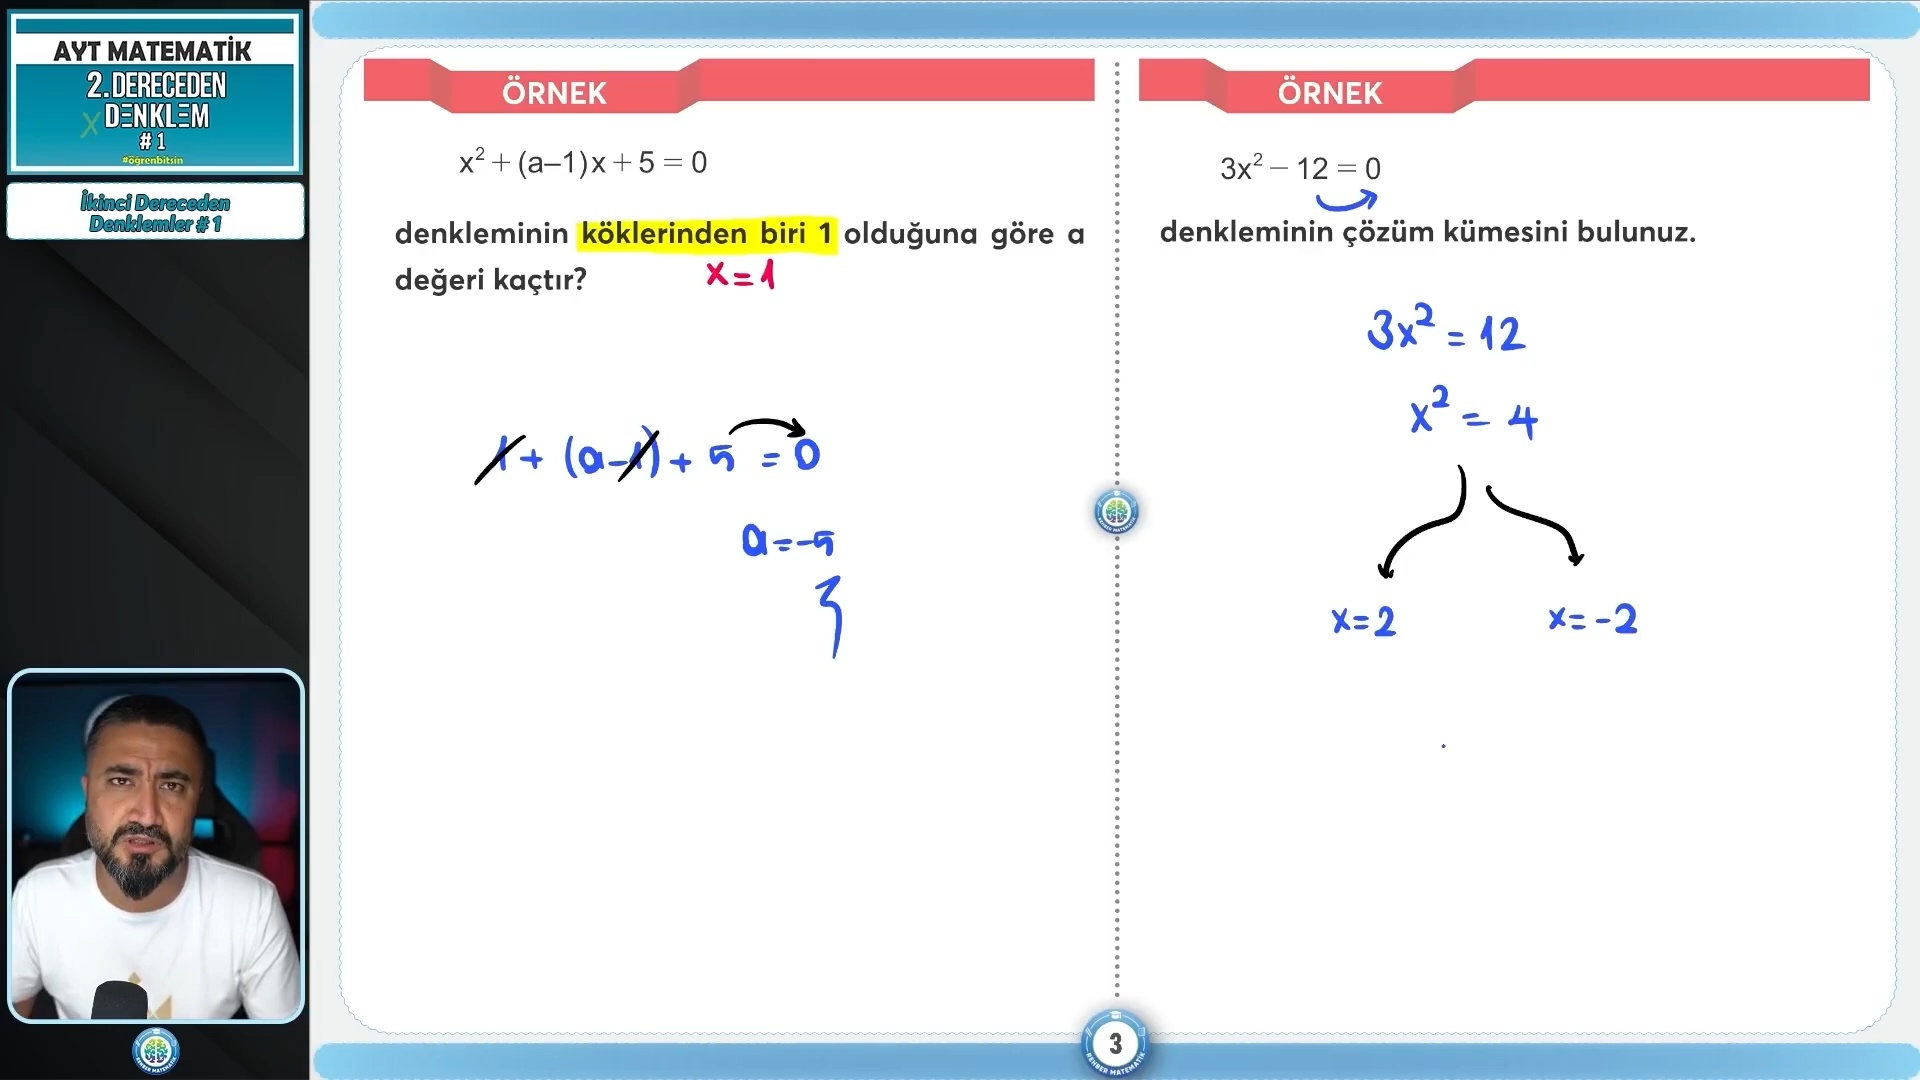 AYT MATEMATİK
2. DERECEDEN
DENKLEM
# 1
#öğrenbitsin
İkinci Dereceden
Denklemler # 1
ÖRNEK
x² + (a–1)x + 5 = 0
denkleminin köklerinden biri 1 olduğuna göre a
değeri kaçtır?
x = 1
1 + (a-1) + 5 = 0
a = -5
ÖRNEK
3x² – 12 = 0
denkleminin çözüm kümesini bulunuz.
3x² = 12
x² = 4
x = 2
x = -2
3
REHBER MATEMATİK